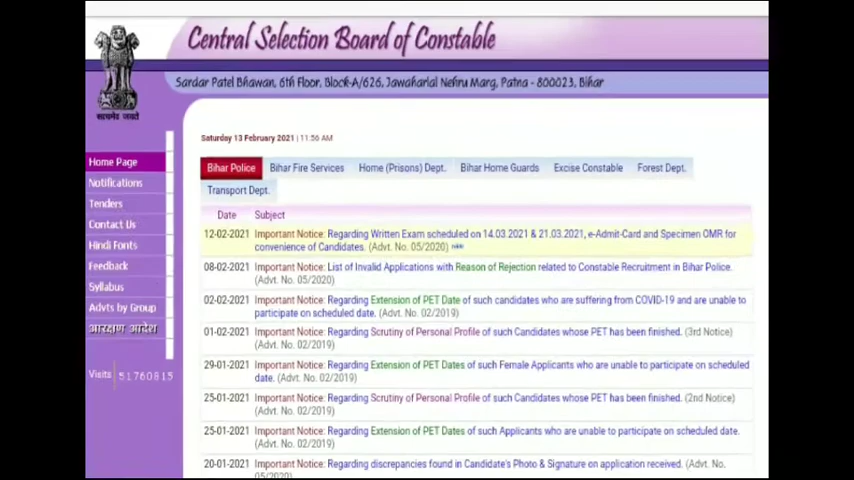 Central Selection Board of Constable
Sardar Patel Bhawan, 6th Floor, Block-A/626, Jawaharlal Nehru Marg, Patna - 800023, Bihar
सत्यमेव जयते
Saturday 13 February 2021 | 11:56 AM
Home Page
Notifications
Tenders
Contact Us
Hindi Fonts
Feedback
Syllabus
Advts by Group
आरक्षण आदेश
Visits 51760815
Bihar Police Bihar Fire Services Home (Prisons) Dept. Bihar Home Guards Excise Constable Forest Dept.
Transport Dept.
Date Subject
12-02-2021 Important Notice: Regarding Written Exam scheduled on 14.03.2021 & 21.03.2021, e-Admit-Card and Specimen OMR for
convenience of Candidates. (Advt. No. 05/2020)
08-02-2021 Important Notice: List of Invalid Applications with Reason of Rejection related to Constable Recruitment in Bihar Police.
(Advt. No. 05/2020)
02-02-2021 Important Notice: Regarding Extension of PET Date of such candidates who are suffering from COVID-19 and are unable to
participate on scheduled date. (Advt. No. 02/2019)
01-02-2021 Important Notice: Regarding Scrutiny of Personal Profile of such Candidates whose PET has been finished. (3rd Notice)
(Advt. No. 02/2019)
29-01-2021 Important Notice: Regarding Extension of PET Dates of such Female Applicants who are unable to participate on scheduled
date. (Advt. No. 02/2019)
25-01-2021 Important Notice: Regarding Scrutiny of Personal Profile of such Candidates whose PET has been finished. (2nd Notice)
(Advt. No. 02/2019)
25-01-2021 Important Notice: Regarding Extension of PET Dates of such Applicants who are unable to participate on scheduled date.
(Advt. No. 02/2019)
20-01-2021 Important Notice: Regarding discrepancies found in Candidate's Photo & Signature on application received. (Advt. No.
05/2020)